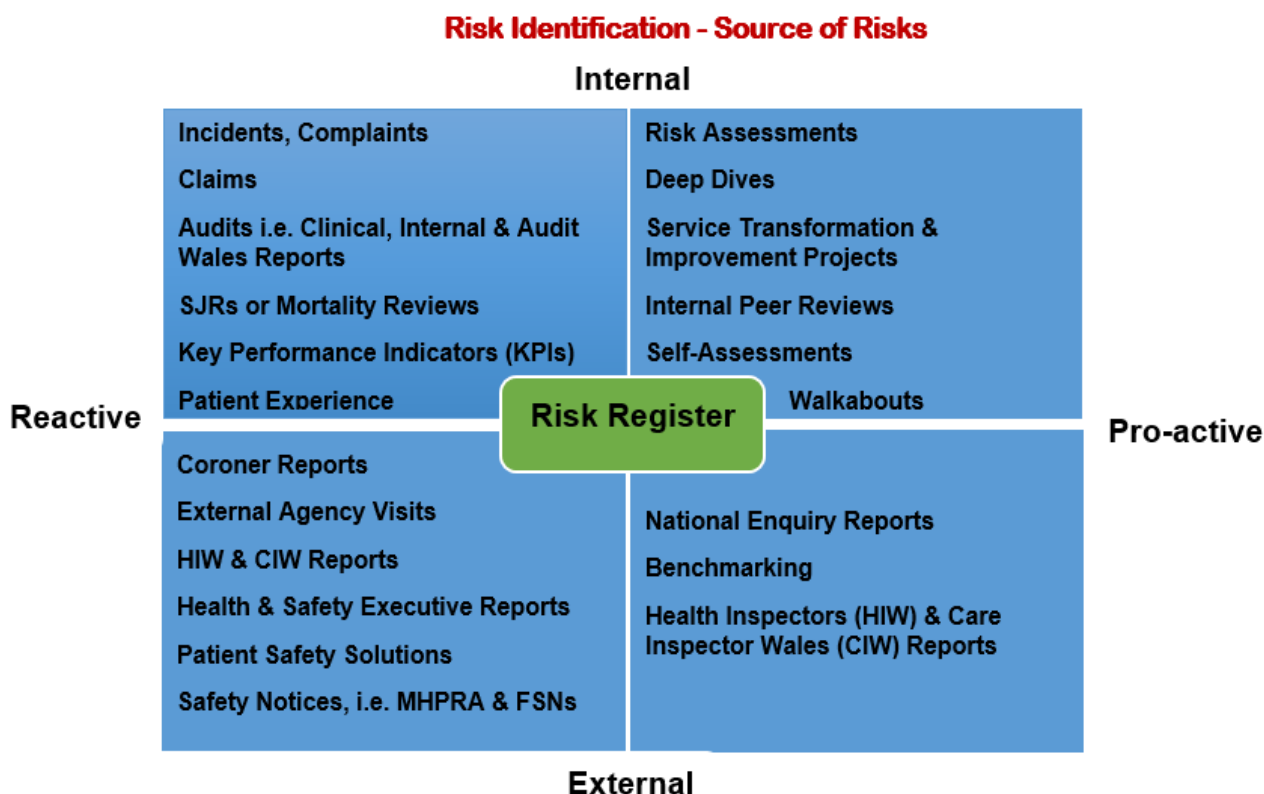 Risk Identification - Source of Risks
Internal
Incidents, Complaints
Claims
Audits i.e. Clinical, Internal & Audit
Wales Reports
SJRs or Mortality Reviews
Key Performance Indicators (KPIs)
Patient Experience
Risk Assessments
Deep Dives
Service Transformation &
Improvement Projects
Internal Peer Reviews
Self-Assessments
Walkabouts
Reactive
Risk Register
Pro-active
Coroner Reports
External Agency Visits
HIW & CIW Reports
Health & Safety Executive Reports
Patient Safety Solutions
Safety Notices, i.e. MHPRA & FSNs
National Enquiry Reports
Benchmarking
Health Inspectors (HIW) & Care
Inspector Wales (CIW) Reports
External